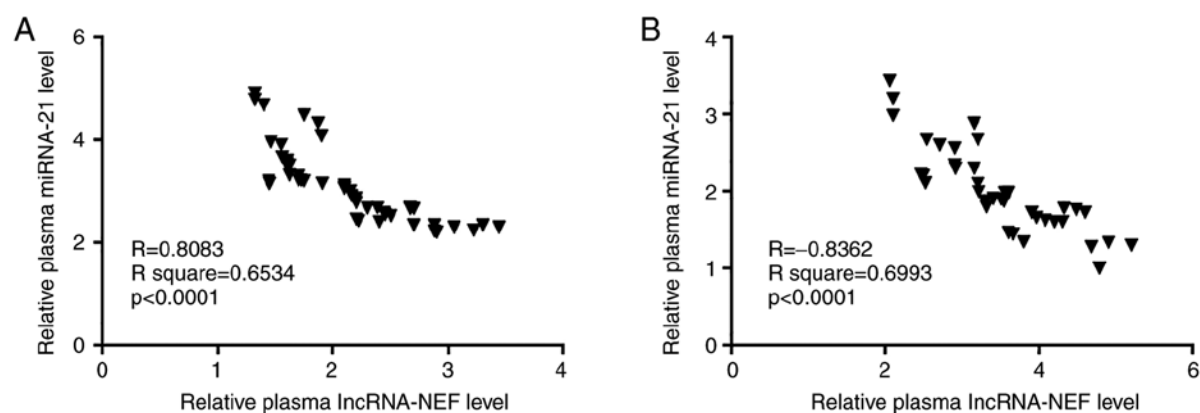 A
Relative plasma miRNA-21 level
6
4
2
0
R=0.8083
R square=0.6534
p<0.0001
0 1 2 3 4
Relative plasma lncRNA-NEF level
B
Relative plasma miRNA-21 level
4
3
2
1
0
R=−0.8362
R square=0.6993
p<0.0001
0 2 4 6
Relative plasma lncRNA-NEF level